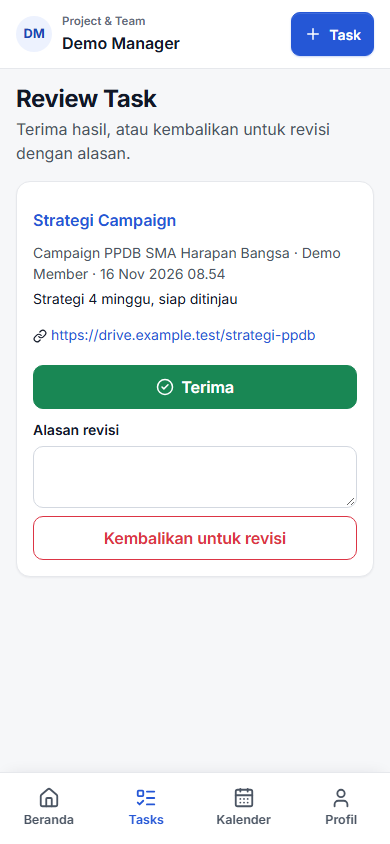 DM
Project & Team
Demo Manager
Task
Review Task
Terima hasil, atau kembalikan untuk revisi
dengan alasan.
Strategi Campaign
Campaign PPDB SMA Harapan Bangsa · Demo
Member · 16 Nov 2026 08.54
Strategi 4 minggu, siap ditinjau
https://drive.example.test/strategi-ppdb
Terima
Alasan revisi
Kembalikan untuk revisi
Beranda
Tasks
Kalender
Profil